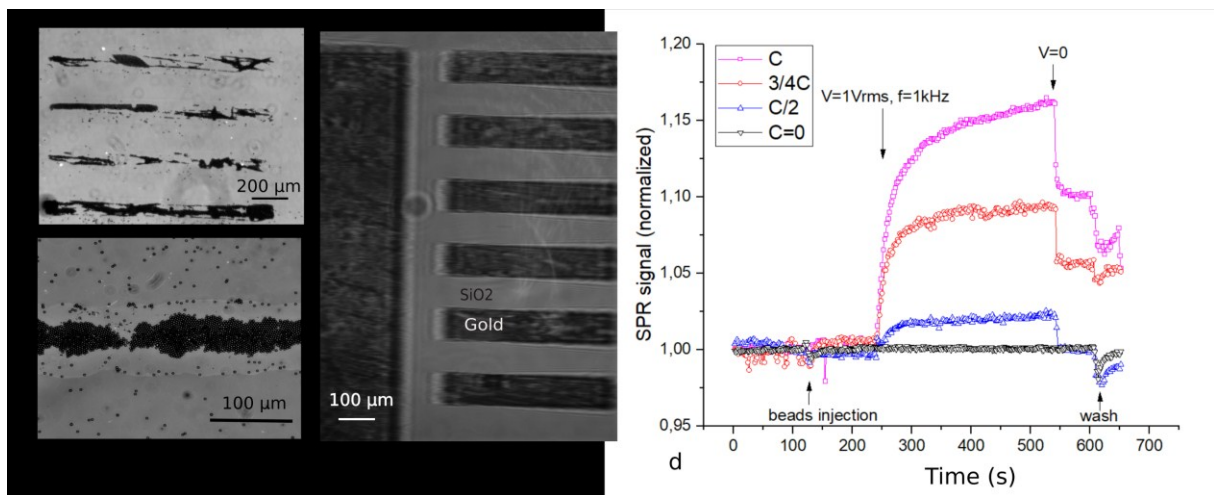 200 µm
100 µm
SiO2
Gold
100 µm
C
3/4C
C/2
C=0
V=0
V=1Vrms, f=1kHz
1,20
1,15
1,10
1,05
1,00
0,95
SPR signal (normalized)
beads injection
wash
0
100
200
300
400
500
600
700
d
Time (s)